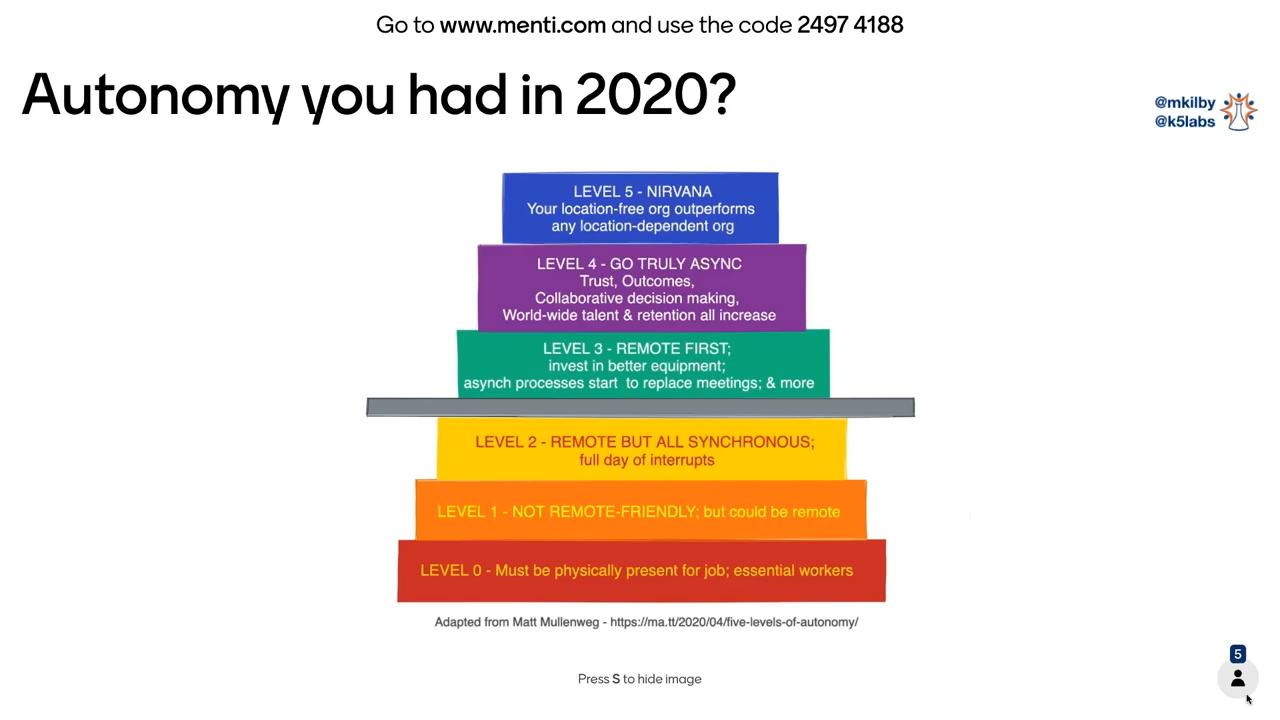 Go to www.menti.com and use the code 2497 4188
Autonomy you had in 2020?
@mkilby
@k5labs
LEVEL 5 - NIRVANA
Your location-free org outperforms
any location-dependent org
LEVEL 4 - GO TRULY ASYNC
Trust, Outcomes,
Collaborative decision making,
World-wide talent & retention all increase
LEVEL 3 - REMOTE FIRST;
invest in better equipment;
asynch processes start to replace meetings; & more
LEVEL 2 - REMOTE BUT ALL SYNCHRONOUS;
full day of interrupts
LEVEL 1 - NOT REMOTE-FRIENDLY; but could be remote
LEVEL 0 - Must be physically present for job; essential workers
Adapted from Matt Mullenweg - https://ma.tt/2020/04/five-levels-of-autonomy/
5
Press S to hide image